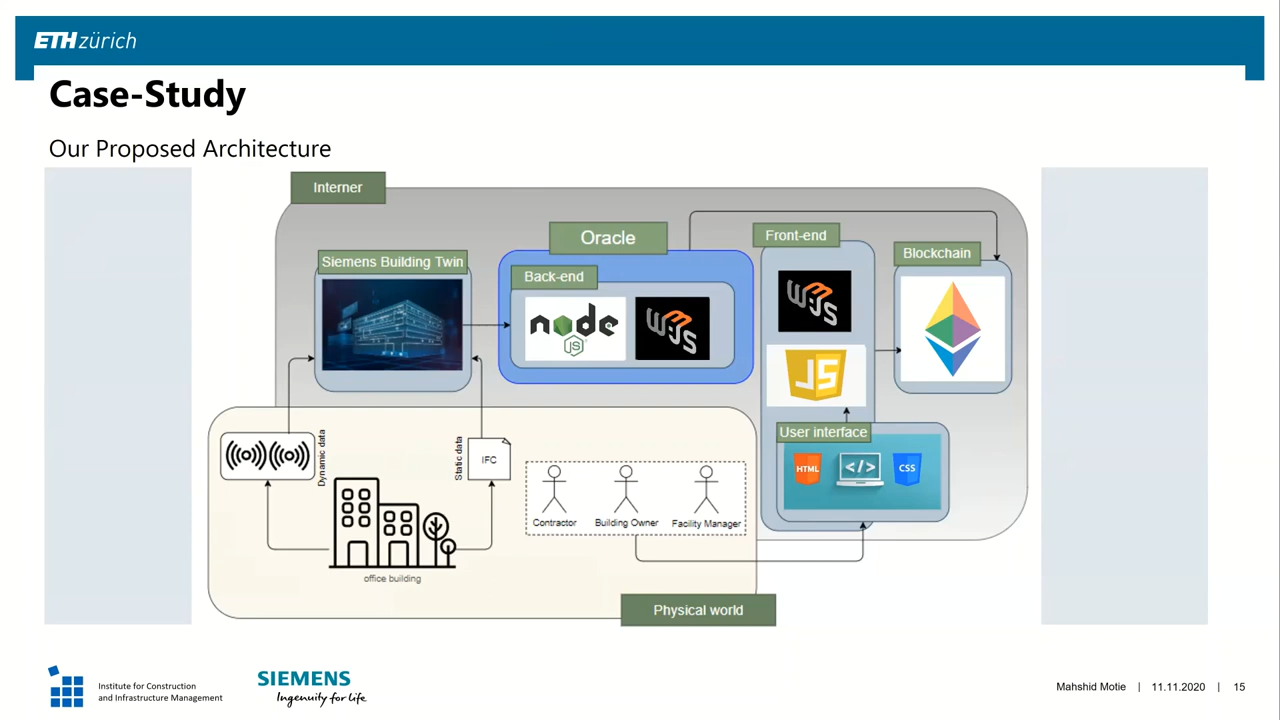 ETH zürich
Case-Study
Our Proposed Architecture
Interner
Oracle
Front-end
Blockchain
Siemens Building Twin
Back-end
node
JS
W3JS
W3JS
JS
User interface
HTML
</>
CSS
Dynamic data
Static data
IFC
Contractor
Building Owner
Facility Manager
office building
Physical world
Institute for Construction
and Infrastructure Management
SIEMENS
Ingenuity for life
Mahshid Motie | 11.11.2020 | 15